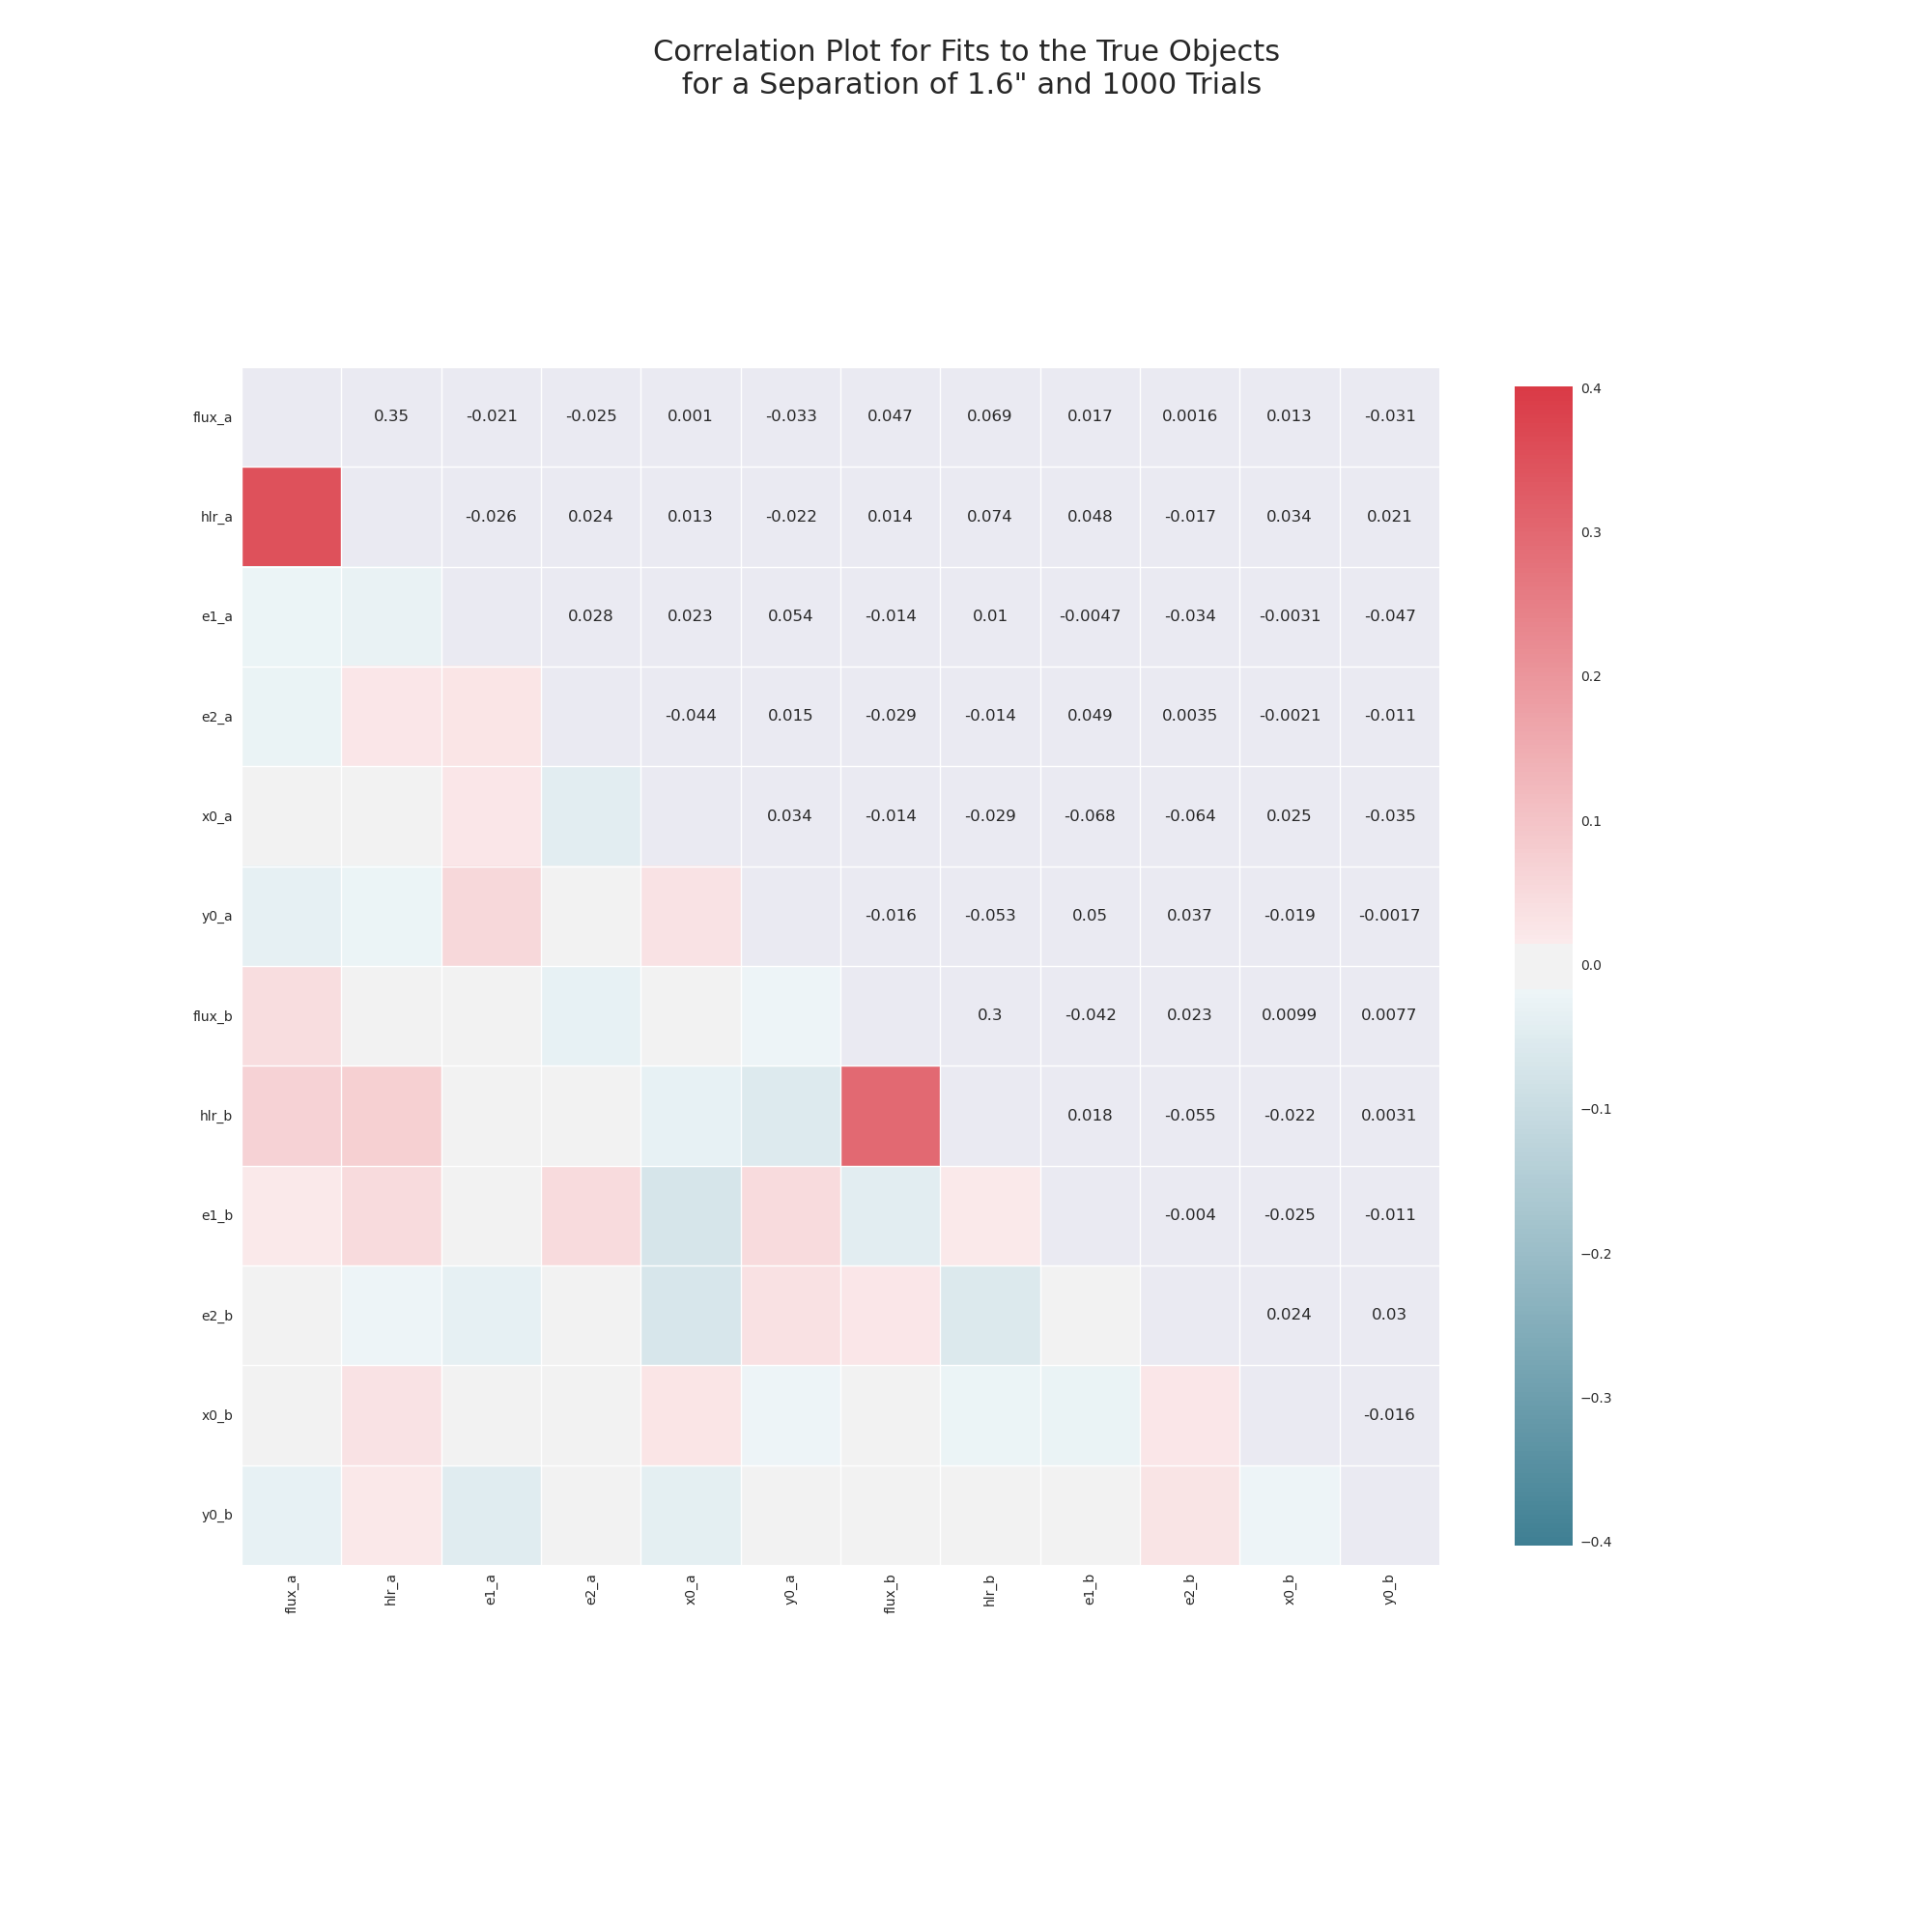 Correlation Plot for Fits to the True Objects
for a Separation of 1.6" and 1000 Trials
flux_a 0.35 -0.021 -0.025 0.001 -0.033 0.047 0.069 0.017 0.0016 0.013 -0.031
hlr_a -0.026 0.024 0.013 -0.022 0.014 0.074 0.048 -0.017 0.034 0.021
e1_a 0.028 0.023 0.054 -0.014 0.01 -0.0047 -0.034 -0.0031 -0.047
e2_a -0.044 0.015 -0.029 -0.014 0.049 0.0035 -0.0021 -0.011
x0_a 0.034 -0.014 -0.029 -0.068 -0.064 0.025 -0.035
y0_a -0.016 -0.053 0.05 0.037 -0.019 -0.0017
flux_b 0.3 -0.042 0.023 0.0099 0.0077
hlr_b 0.018 -0.055 -0.022 0.0031
e1_b -0.004 -0.025 -0.011
e2_b 0.024 0.03
x0_b -0.016
y0_b
flux_a hlr_a e1_a e2_a x0_a y0_a flux_b hlr_b e1_b e2_b x0_b y0_b
0.4
0.3
0.2
0.1
0.0
−0.1
−0.2
−0.3
−0.4